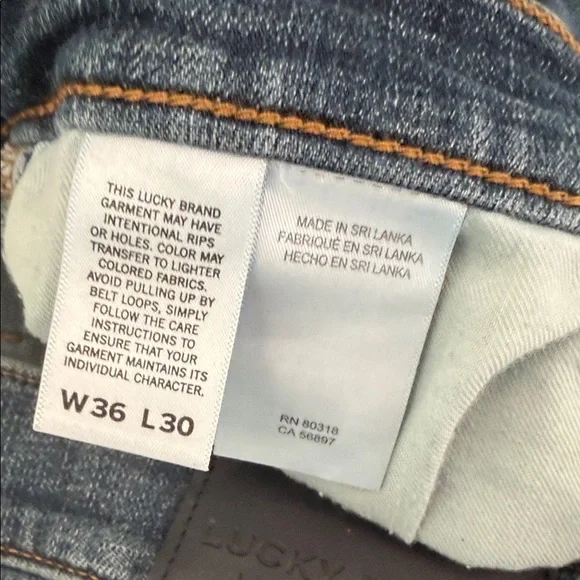 THIS LUCKY BRAND
GARMENT MAY HAVE
INTENTIONAL RIPS
OR HOLES. COLOR MAY
TRANSFER TO LIGHTER
COLORED FABRICS.
AVOID PULLING UP BY
BELT LOOPS, SIMPLY
FOLLOW THE CARE
INSTRUCTIONS TO
ENSURE THAT YOUR
GARMENT MAINTAINS ITS
INDIVIDUAL CHARACTER.
W36 L30
MADE IN SRI LANKA
FABRIQUÉ EN SRI LANKA
HECHO EN SRI LANKA
RN 80318
CA 56897
LUCKY